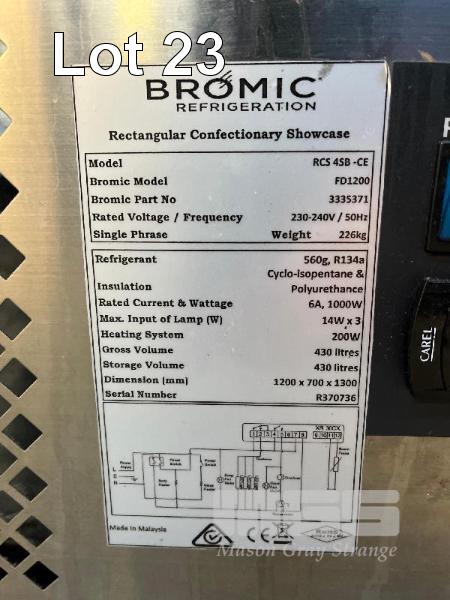 Lot 23
BROMIC
REFRIGERATION
Rectangular Confectionary Showcase
Model RCS 4SB -CE
Bromic Model FD1200
Bromic Part No 3335371
Rated Voltage / Frequency 230-240V / 50Hz
Single Phrase Weight 226kg
Refrigerant 560g, R134a
Cyclo-isopentane &
Insulation Polyurethance
Rated Current & Wattage 6A, 1000W
Max. Input of Lamp (W) 14W x 3
Heating System 200W
Gross Volume 430 litres
Storage Volume 430 litres
Dimension (mm) 1200 x 700 x 1300
Serial Number R370736
CAREL
Made in Malaysia
CE
MGS
Mason Gray Strange